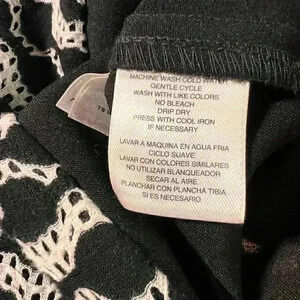 MACHINE WASH COLD WATER
GENTLE CYCLE
WASH WITH LIKE COLORS
NO BLEACH
DRIP DRY
PRESS WITH COOL IRON
IF NECESSARY
LAVAR A MAQUINA EN AGUA FRIA
CICLO SUAVE
LAVAR CON COLORES SIMILARES
NO UTILIZAR BLANQUEADOR
SECAR AL AIRE
PLANCHAR CON PLANCHA TIBIA
SI ES NECESARIO